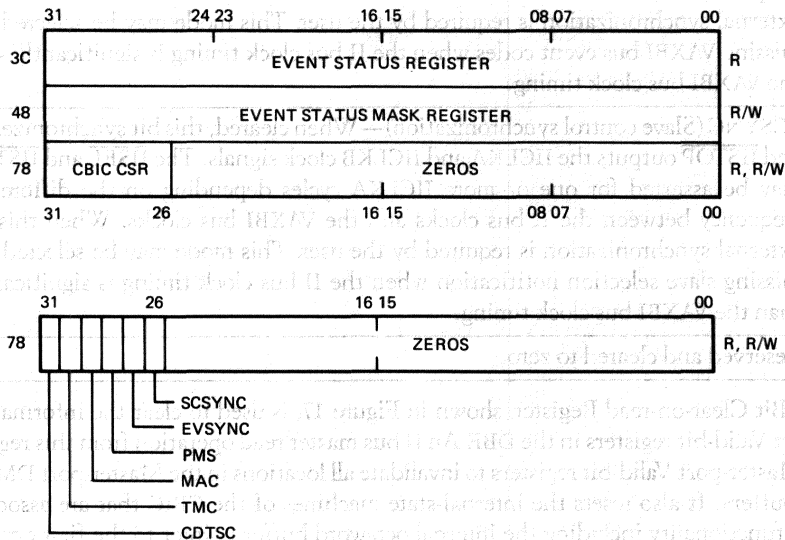 31 24 23 16 15 08 07 00
3C EVENT STATUS REGISTER R
48 EVENT STATUS MASK REGISTER R/W
78 CBIC CSR ZEROS R, R/W
31 26 16 15 08 07 00
31 26 16 15 00
78 ZEROS R, R/W
SCSYNC
EVSYNC
PMS
MAC
TMC
CDTSC